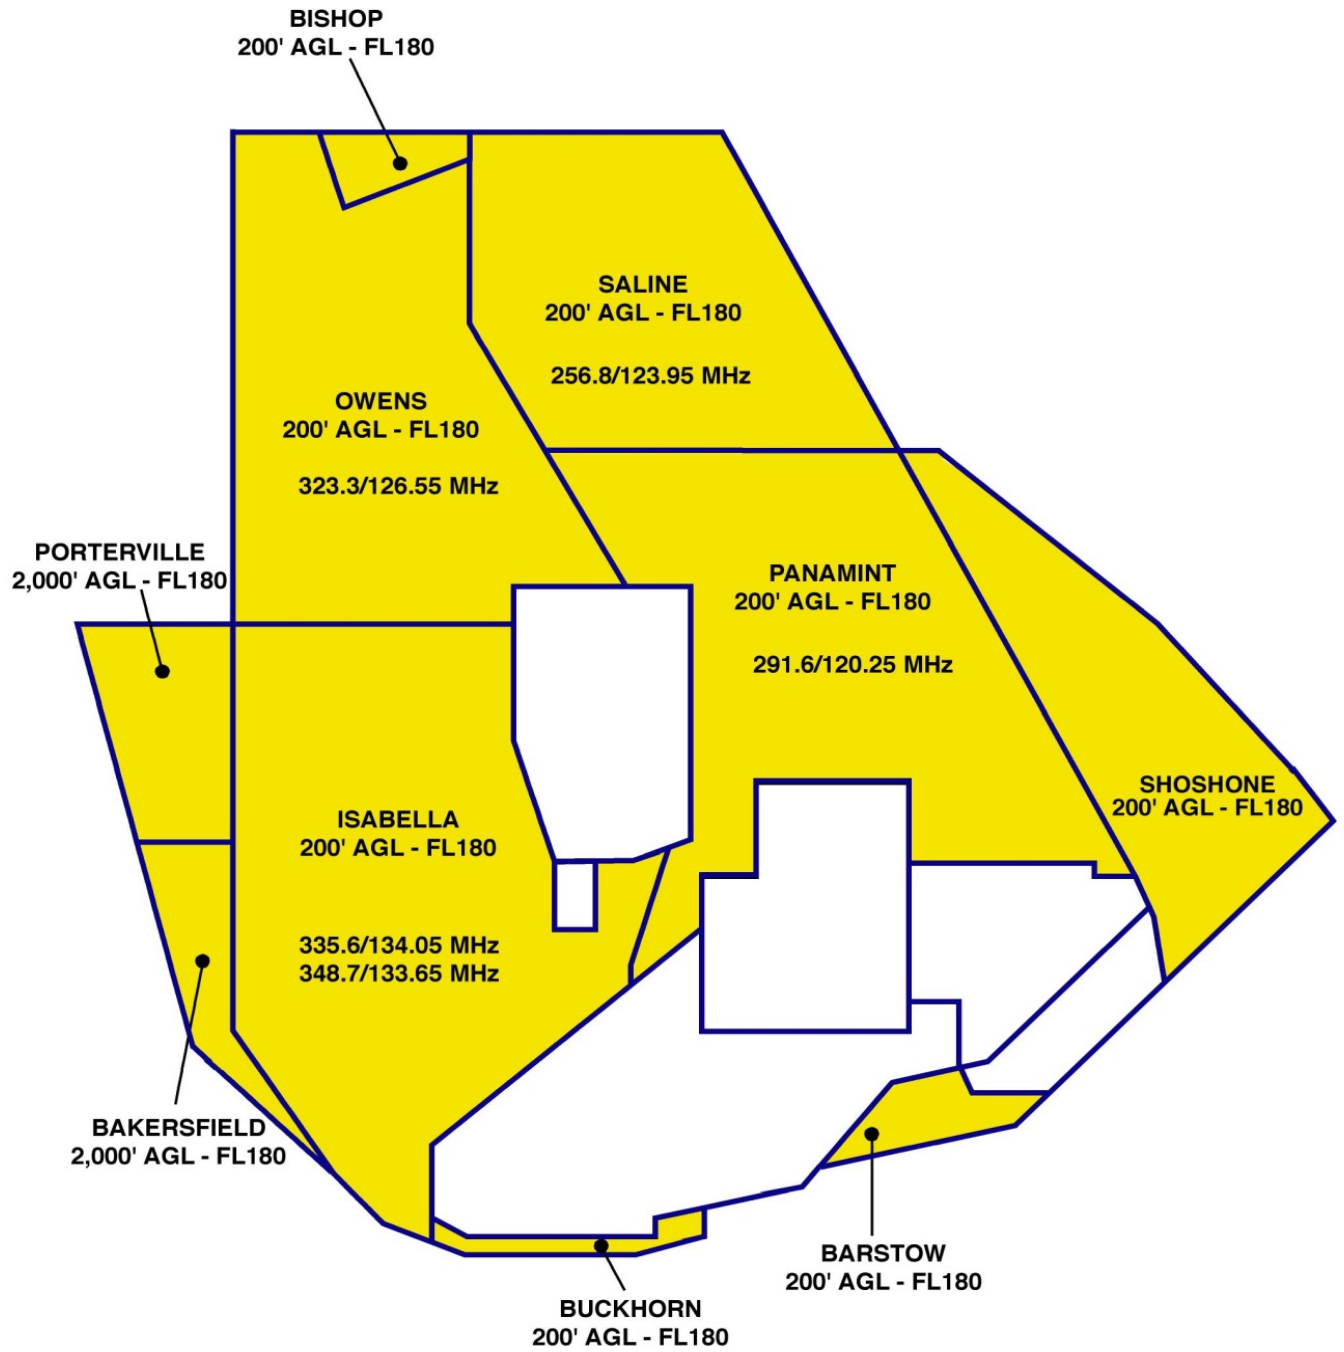 BISHOP
200' AGL - FL180
SALINE
200' AGL - FL180
256.8/123.95 MHz
OWENS
200' AGL - FL180
323.3/126.55 MHz
PORTERVILLE
2,000' AGL - FL180
PANAMINT
200' AGL - FL180
291.6/120.25 MHz
SHOSHONE
200' AGL - FL180
ISABELLA
200' AGL - FL180
335.6/134.05 MHz
348.7/133.65 MHz
BAKERSFIELD
2,000' AGL - FL180
BARSTOW
200' AGL - FL180
BUCKHORN
200' AGL - FL180